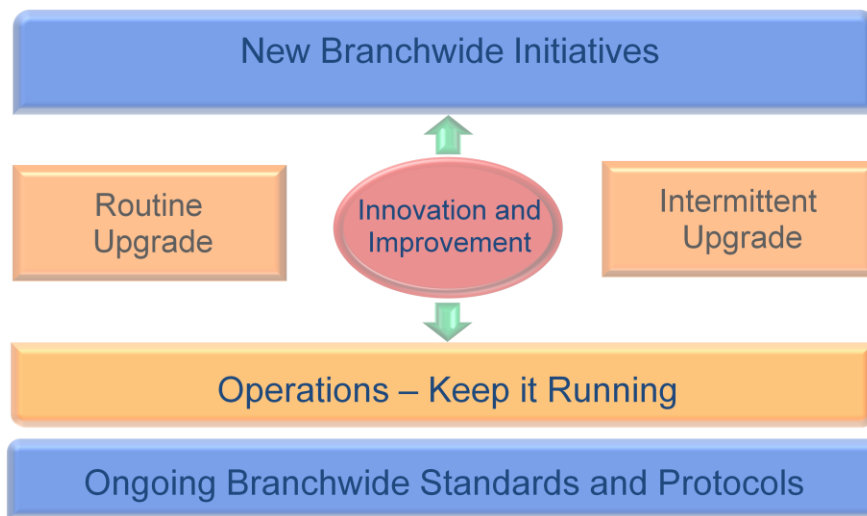 New Branchwide Initiatives
Routine
Upgrade
Innovation and
Improvement
Intermittent
Upgrade
Operations – Keep it Running
Ongoing Branchwide Standards and Protocols